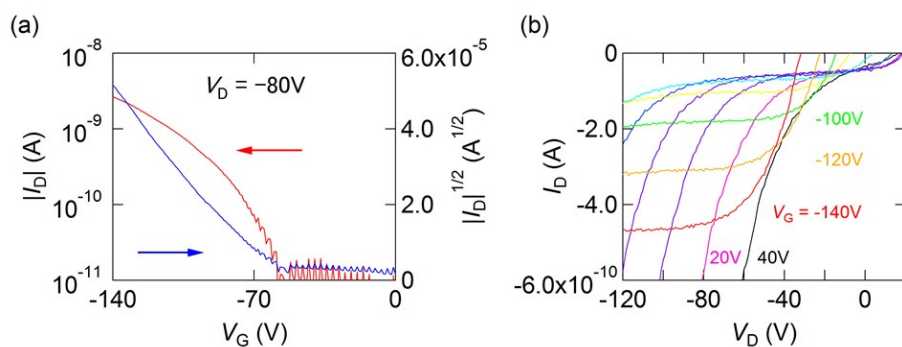 (a)
10^-8
10^-9
10^-10
10^-11
|I_D| (A)
V_D = −80V
6.0x10^-5
4.0
2.0
0
|I_D|^1/2 (A^1/2)
-140
-70
0
V_G (V)
(b)
0
-2.0
-4.0
-6.0x10^-10
I_D (A)
-100V
-120V
V_G = -140V
20V
40V
-120
-80
-40
0
V_D (V)